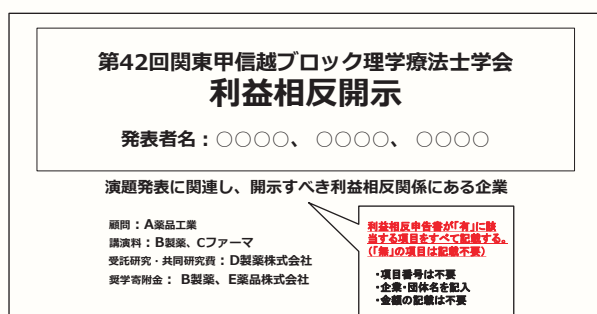 第42回関東甲信越ブロック理学療法士学会
利益相反開示
発表者名：○○○○、 ○○○○、 ○○○○
演題発表に関連し、開示すべき利益相反関係にある企業
顧問：A薬品工業
講演料：B製薬、Cファーマ
受託研究・共同研究費：D製薬株式会社
奨学寄附金： B製薬、E薬品株式会社
利益相反申告書が「有」に該
当する項目をすべて記載する。
（「無」の項目は記載不要）
・項目番号は不要
・企業・団体名を記入
・金額の記載は不要